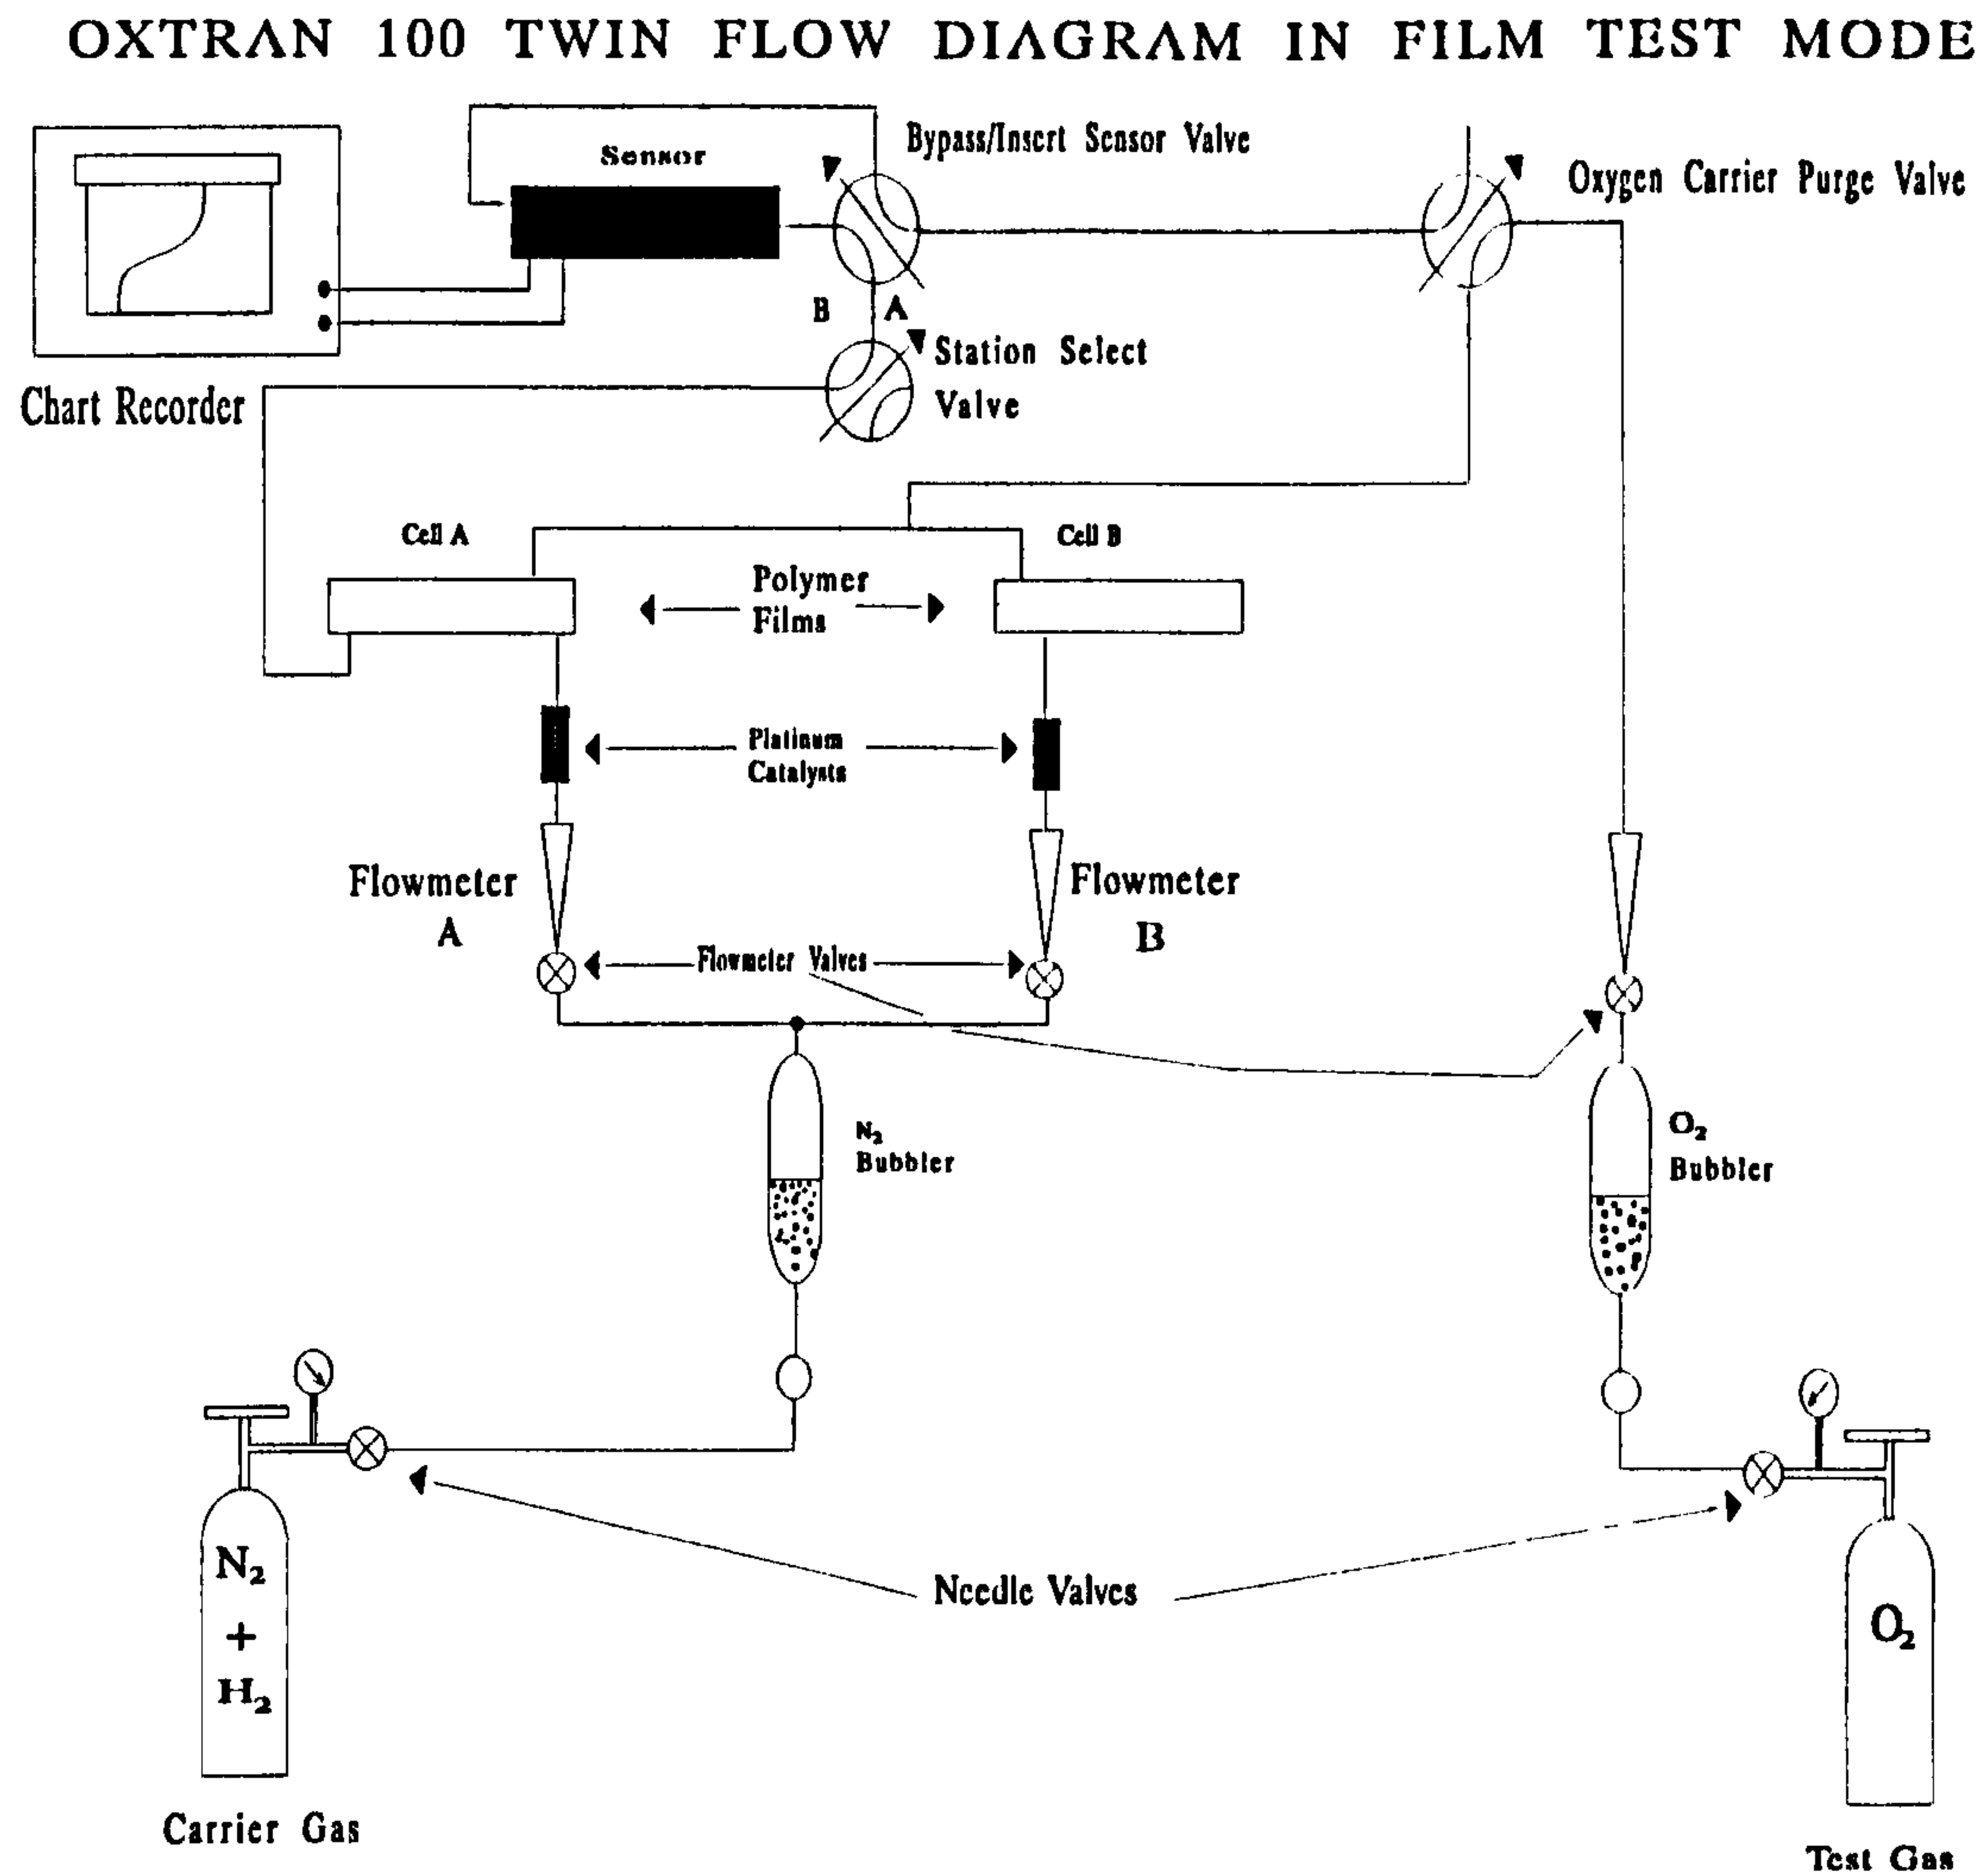 OXTRAN 100 TWIN FLOW DIAGRAM IN FILM TEST MODE
Sensor
Bypass/Insert Sensor Valve
Oxygen Carrier Purge Valve
B
A
Station Select
Valve
Chart Recorder
Cell A
Cell B
Polymer
Films
Platinum
Catalysts
Flowmeter
A
Flowmeter
B
Flowmeter Valves
N₂
Bubbler
O₂
Bubbler
N₂
+
H₂
Needle Valves
O₂
Carrier Gas
Test Gas